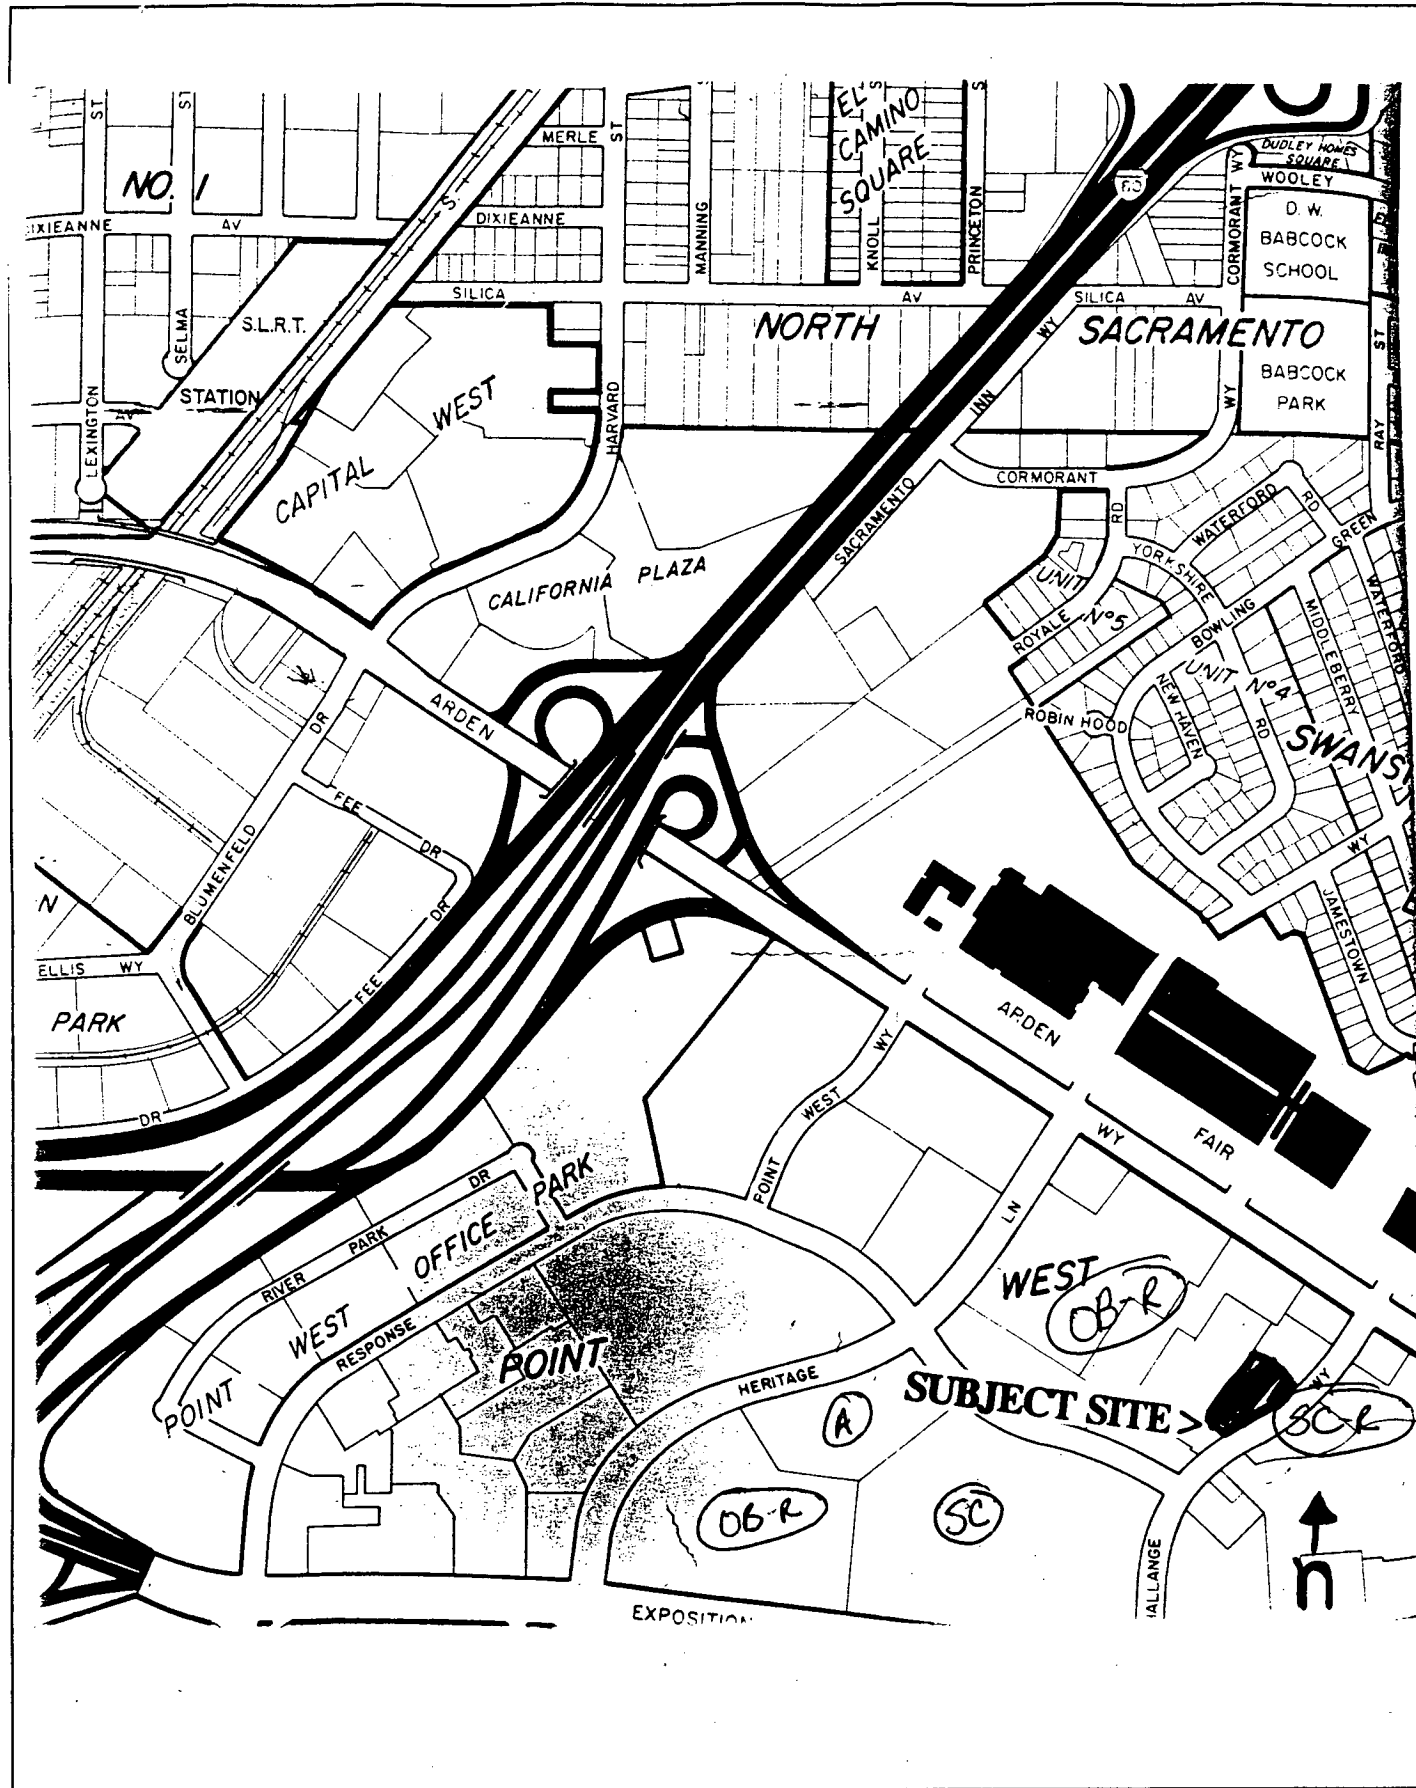 ST
ST
MERLE
ST
S
EL
CAMINO
SQUARE
S
S
NO. 1
DIXIEANNE
IXIEANNE
AV
MANNING
KNOLL
PRINCETON
CORMORANT WY
DUDLEY HOMES
SQUARE
WOOLEY
D. W.
BABCOCK
SCHOOL
SILICA
AV
SILICA AV
S.L.R.T.
STATION
SELMA
LEXINGTON
AV
NORTH
SACRAMENTO
BABCOCK
PARK
RAY ST
WY
WY
INN
SACRAMENTO
WEST
CAPITAL
HARVARD
CORMORANT
RD
WATERFORD
RD
GREEN
YORKSHIRE
BOWLING
WATERFORD
MIDDLEBERRY
UNIT
Nº5
ROYALE
UNIT Nº4
NEW HAVEN
RD
ROBIN HOOD
SWANS
WY
JAMESTOWN
CALIFORNIA PLAZA
ARDEN
DR
FEE
DR
BLUMENFELD
DR
FEE
N
ELLIS WY
PARK
DR
ARDEN
FAIR
WY
WY
WEST
POINT
LN
DR
PARK
RIVER
PARK
OFFICE
WEST
POINT
RESPONSE
POINT
HERITAGE
WEST
OB-R
SUBJECT SITE >
WY
SC-R
A
OB-R
SC
HALLANGE
n
EXPOSITION